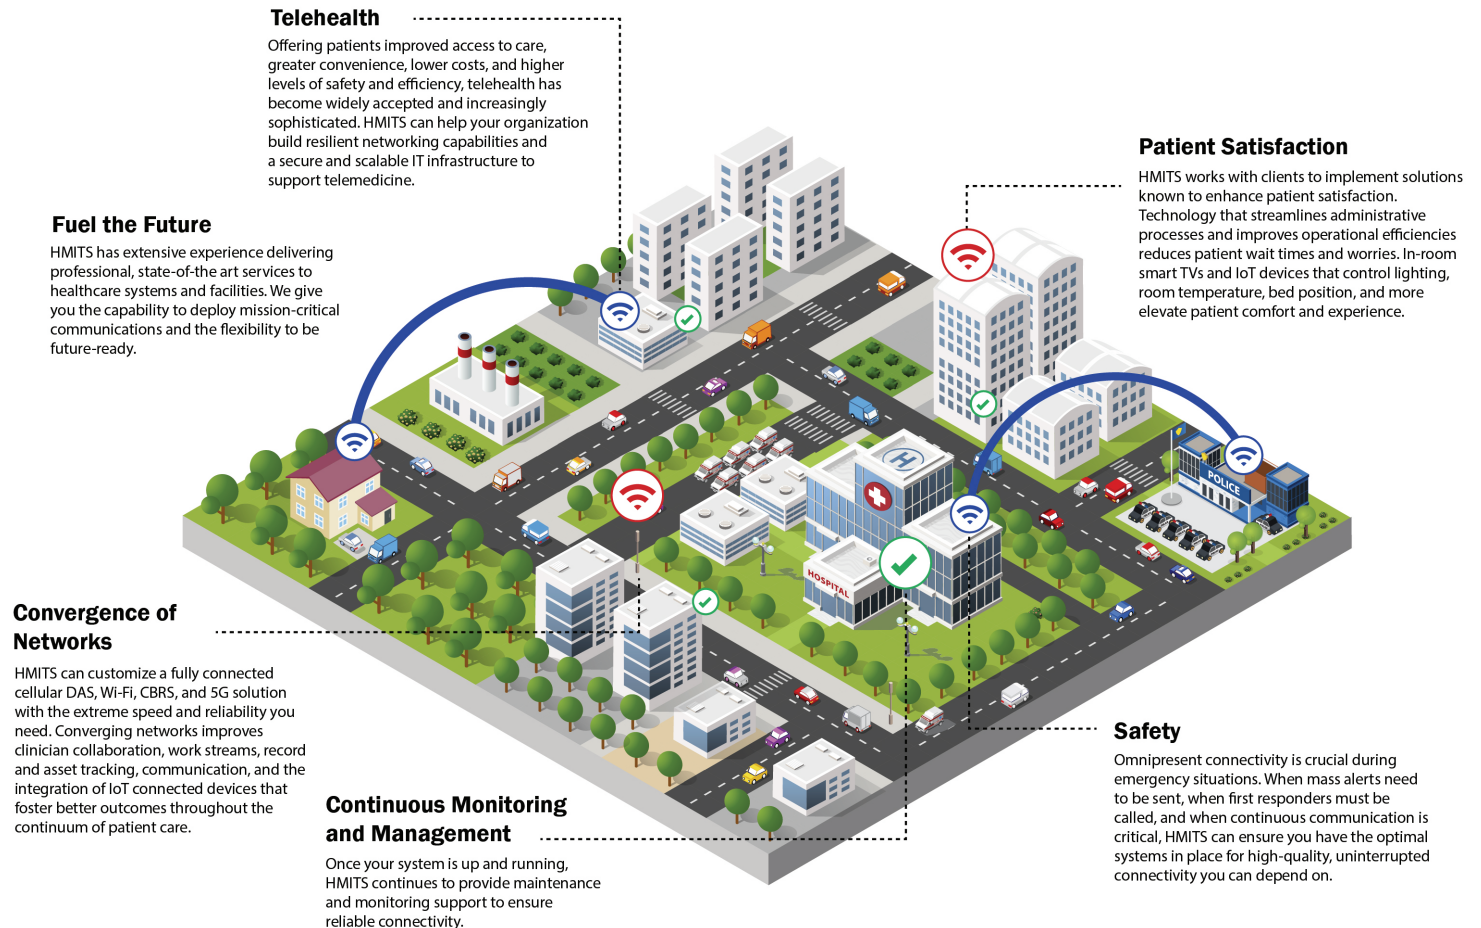 Telehealth
Offering patients improved access to care,
greater convenience, lower costs, and higher
levels of safety and efficiency, telehealth has
become widely accepted and increasingly
sophisticated. HMITS can help your organization
build resilient networking capabilities and
a secure and scalable IT infrastructure to
support telemedicine.
Patient Satisfaction
HMITS works with clients to implement solutions
known to enhance patient satisfaction.
Technology that streamlines administrative
processes and improves operational efficiencies
reduces patient wait times and worries. In-room
smart TVs and IoT devices that control lighting,
room temperature, bed position, and more
elevate patient comfort and experience.
Fuel the Future
HMITS has extensive experience delivering
professional, state-of-the art services to
healthcare systems and facilities. We give
you the capability to deploy mission-critical
communications and the flexibility to be
future-ready.
H
POLICE
HOSPITAL
Convergence of
Networks
HMITS can customize a fully connected
cellular DAS, Wi-Fi, CBRS, and 5G solution
with the extreme speed and reliability you
need. Converging networks improves
clinician collaboration, work streams, record
and asset tracking, communication, and the
integration of IoT connected devices that
foster better outcomes throughout the
continuum of patient care.
Continuous Monitoring
and Management
Once your system is up and running,
HMITS continues to provide maintenance
and monitoring support to ensure
reliable connectivity.
Safety
Omnipresent connectivity is crucial during
emergency situations. When mass alerts need
to be sent, when first responders must be
called, and when continuous communication is
critical, HMITS can ensure you have the optimal
systems in place for high-quality, uninterrupted
connectivity you can depend on.